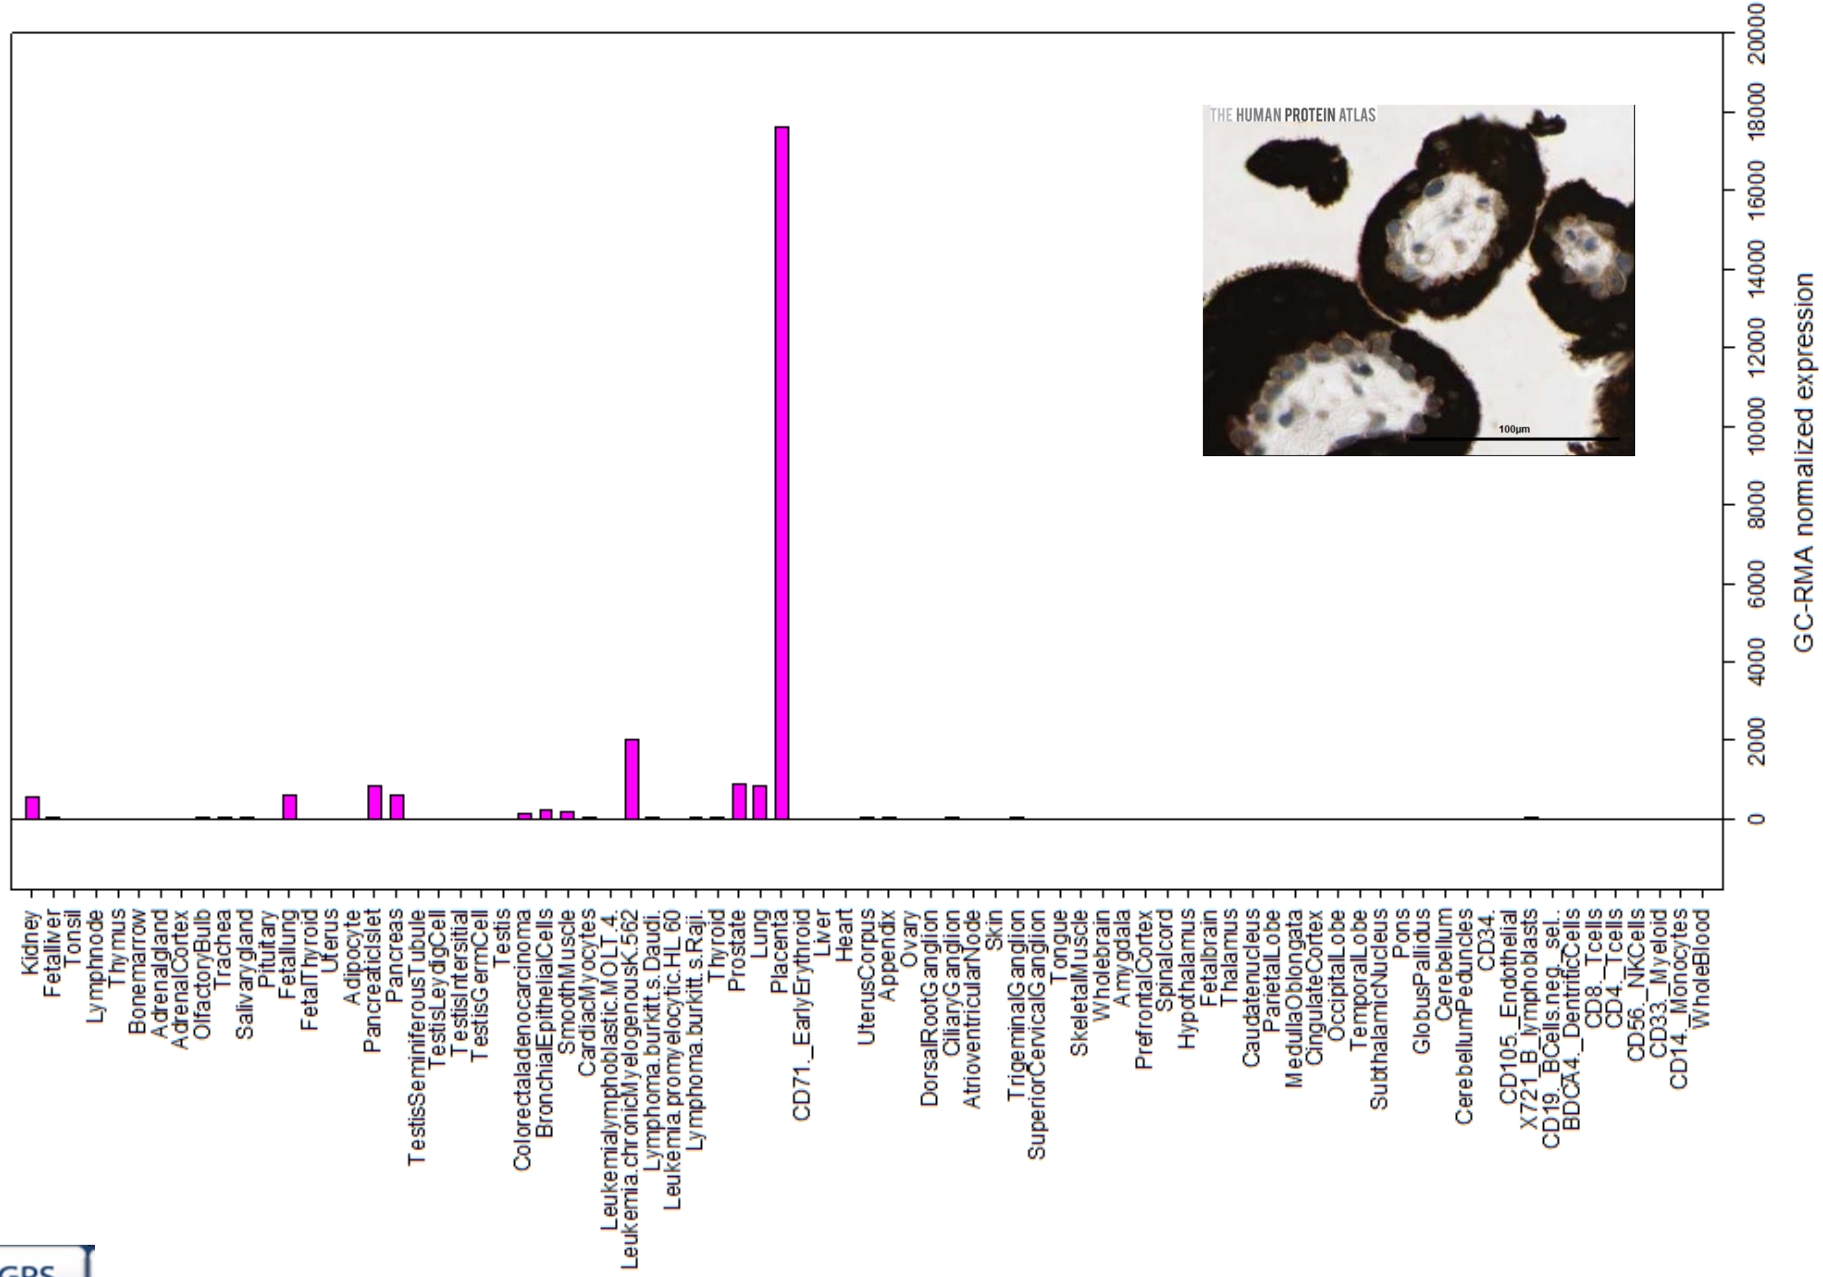 20000
18000
16000
14000
12000
10000
8000
6000
4000
2000
0
GC-RMA normalized expression
THE HUMAN PROTEIN ATLAS
100µm
Kidney
Fetalliver
Tonsil
Lymphnode
Thymus
Bonemarrow
Adrenalgland
AdrenalCortex
OlfactoryBulb
Trachea
Salivarygland
Pituitary
Fetallung
FetalThyroid
Uterus
Adipocyte
PancreaticIslet
Pancreas
TestisSeminiferousTubule
TestisLeydigCell
TestisIntersitial
TestisGermCell
Testis
Colorectaladenocarcinoma
BronchialEpithelialCells
SmoothMuscle
CardiacMyocytes
Leukemialymphoblastic.MOLT.4.
Leukemia.chronicMyelogenousK.562
Lymphoma.burkitt.s.Daudi.
Leukemia.promyelocytic.HL.60
Lymphoma.burkitt.s.Raji.
Thyroid
Prostate
Lung
Placenta
CD71._EarlyErythroid
Liver
Heart
UterusCorpus
Appendix
Ovary
DorsalRootGanglion
CiliaryGanglion
AtrioventricularNode
Skin
TrigeminalGanglion
SuperiorCervicalGanglion
Tongue
SkeletalMuscle
Wholebrain
Amygdala
PrefrontalCortex
Spinalcord
Hypothalamus
Fetalbrain
Thalamus
Caudatenucleus
ParietalLobe
MedullaOblongata
CingulateCortex
OccipitalLobe
TemporalLobe
SubthalamicNucleus
Pons
GlobusPallidus
Cerebellum
CerebellumPeduncles
CD34.
CD105._Endothelial
X721_B_lymphoblasts
CD19._BCells.neg._sel..
BDCA4._DentriticCells
CD8._Tcells
CD4._Tcells
CD56._NKCells
CD33._Myeloid
CD14._Monocytes
WholeBlood